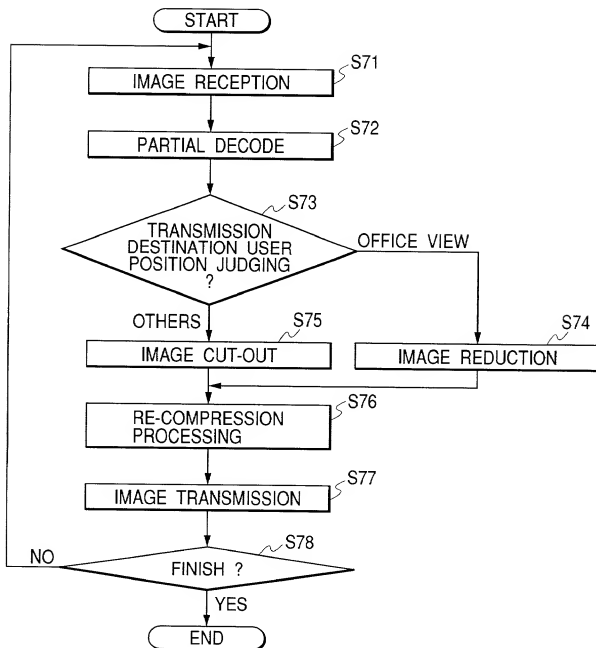 START
S71
IMAGE RECEPTION
S72
PARTIAL DECODE
S73
TRANSMISSION
DESTINATION USER
POSITION JUDGING
?
OFFICE VIEW
OTHERS
S75
IMAGE CUT-OUT
S74
IMAGE REDUCTION
S76
RE-COMPRESSION
PROCESSING
S77
IMAGE TRANSMISSION
S78
NO
FINISH ?
YES
END